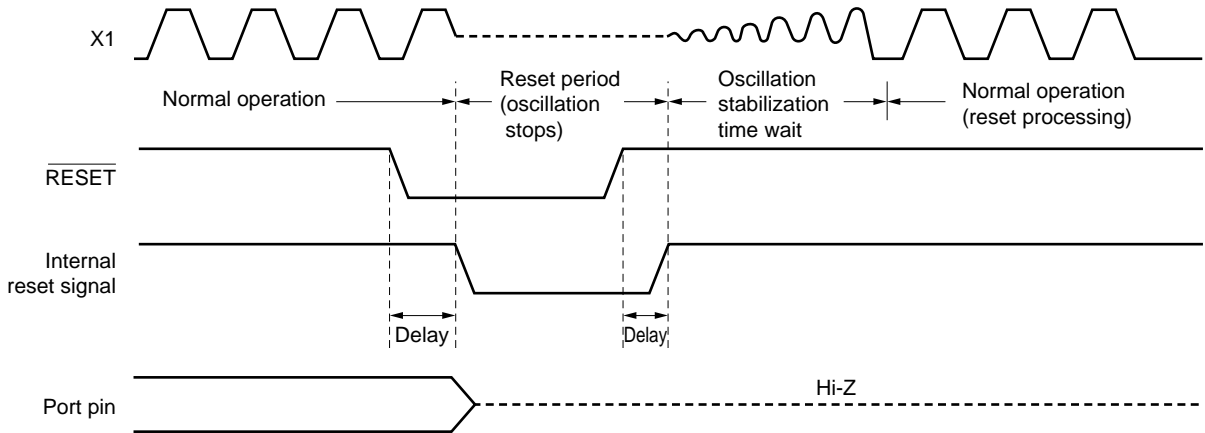 X1
Normal operation
Reset period
(oscillation
stops)
Oscillation
stabilization
time wait
Normal operation
(reset processing)
RESET
Internal
reset signal
Delay
Delay
Hi-Z
Port pin